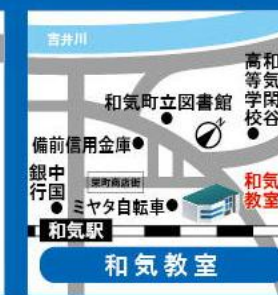 吉井川
和気町立図書館
和気閑谷
高等学校
備前信用金庫
栄町商店街
中国
銀行
ミヤタ自転車
和気
教室
和気駅
和気教室